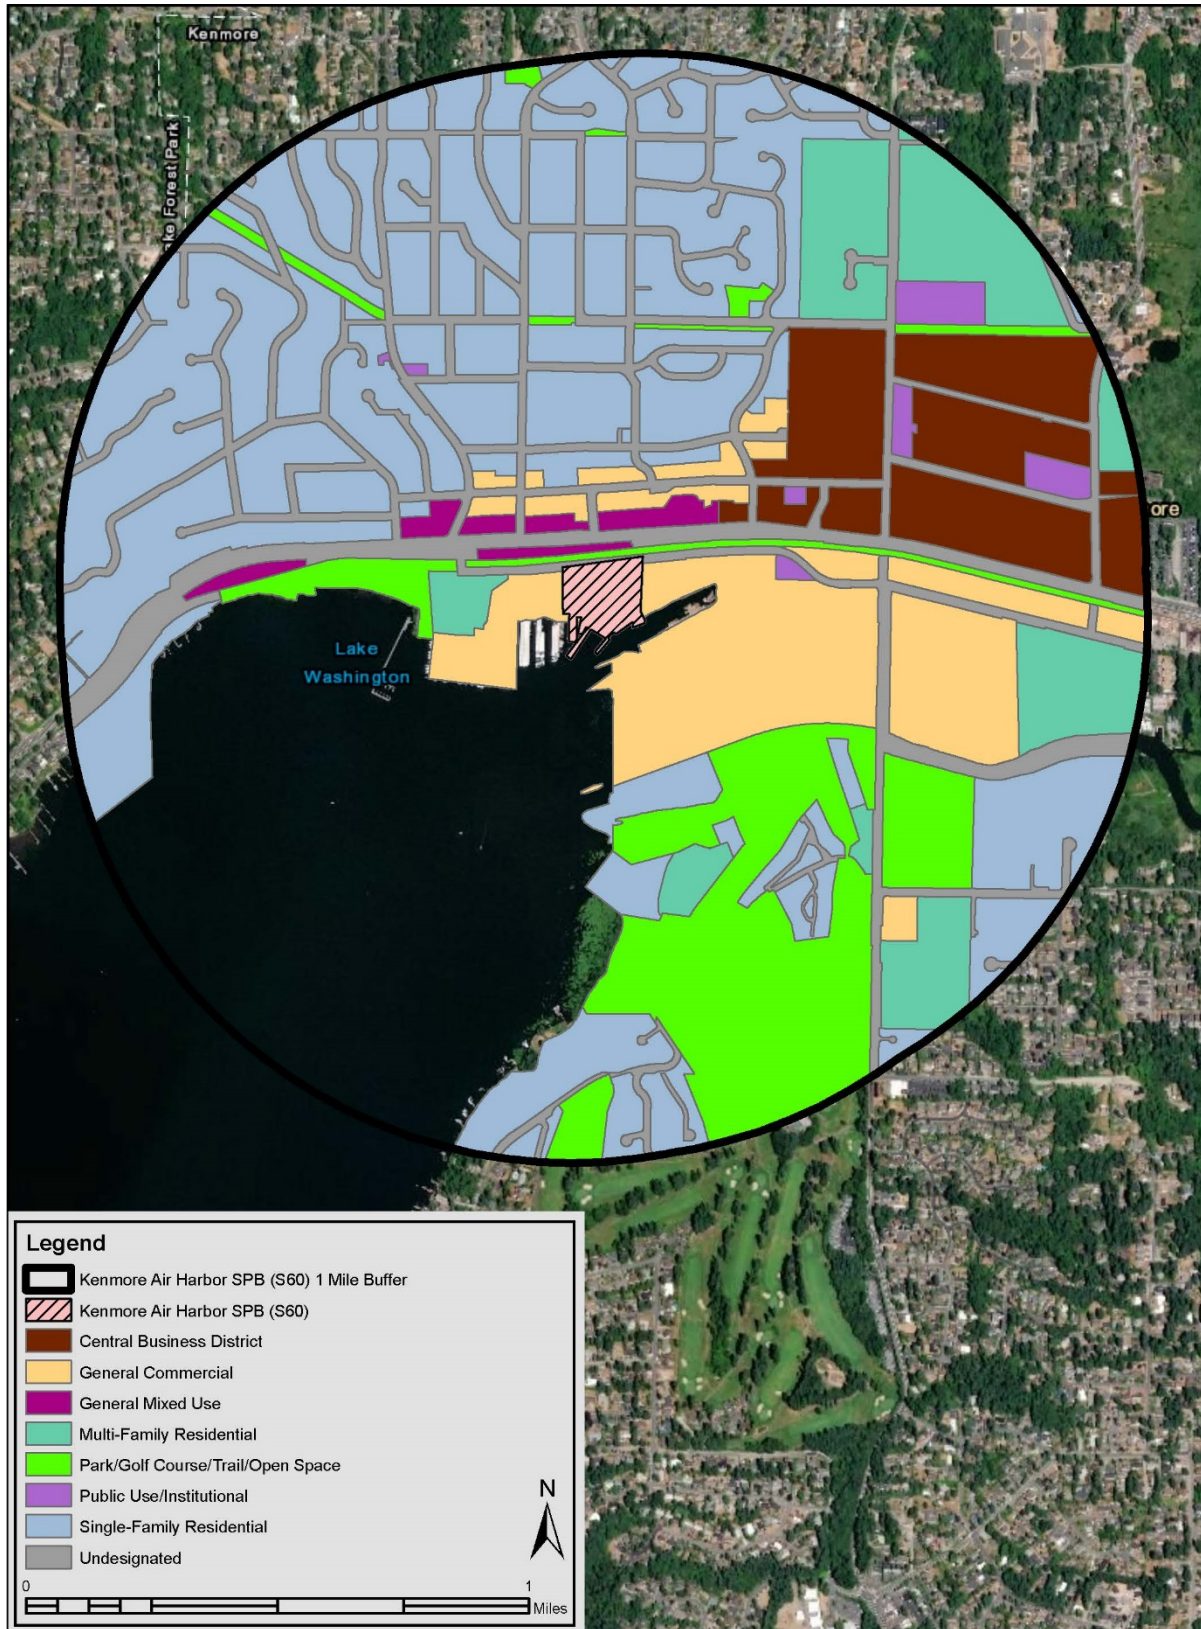 Kenmore
ke Forest Park
ore
Lake
Washington
Legend
Kenmore Air Harbor SPB (S60) 1 Mile Buffer
Kenmore Air Harbor SPB (S60)
Central Business District
General Commercial
General Mixed Use
Multi-Family Residential
Park/Golf Course/Trail/Open Space
Public Use/Institutional
Single-Family Residential
Undesignated
N
0 1
Miles